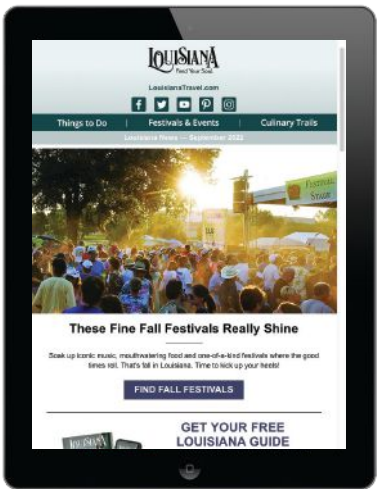 LOUISIANA
Feed Your Soul.
LouisianaTravel.com
Things to Do | Festivals & Events | Culinary Trails
Louisiana News — September 2022
FESTIVAL
STAGE
These Fine Fall Festivals Really Shine
Soak up iconic music, mouthwatering food and one-of-a-kind festivals where the good
times roll. That's fall in Louisiana. Time to kick up your heels!
FIND FALL FESTIVALS
GET YOUR FREE
LOUISIANA GUIDE
LOUISIANA